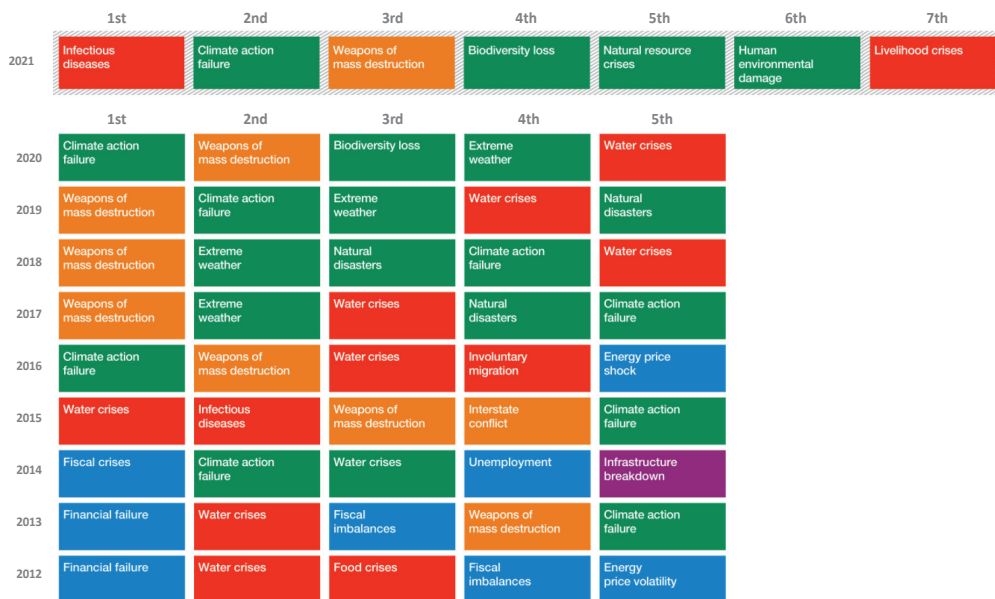 1st 2nd 3rd 4th 5th 6th 7th
2021
Infectious
diseases
Climate action
failure
Weapons of
mass destruction
Biodiversity loss
Natural resource
crises
Human
environmental
damage
Livelihood crises
1st 2nd 3rd 4th 5th
2020
Climate action
failure
Weapons of
mass destruction
Biodiversity loss
Extreme
weather
Water crises
2019
Weapons of
mass destruction
Climate action
failure
Extreme
weather
Water crises
Natural
disasters
2018
Weapons of
mass destruction
Extreme
weather
Natural
disasters
Climate action
failure
Water crises
2017
Weapons of
mass destruction
Extreme
weather
Water crises
Natural
disasters
Climate action
failure
2016
Climate action
failure
Weapons of
mass destruction
Water crises
Involuntary
migration
Energy price
shock
2015
Water crises
Infectious
diseases
Weapons of
mass destruction
Interstate
conflict
Climate action
failure
2014
Fiscal crises
Climate action
failure
Water crises
Unemployment
Infrastructure
breakdown
2013
Financial failure
Water crises
Fiscal
imbalances
Weapons of
mass destruction
Climate action
failure
2012
Financial failure
Water crises
Food crises
Fiscal
imbalances
Energy
price volatility